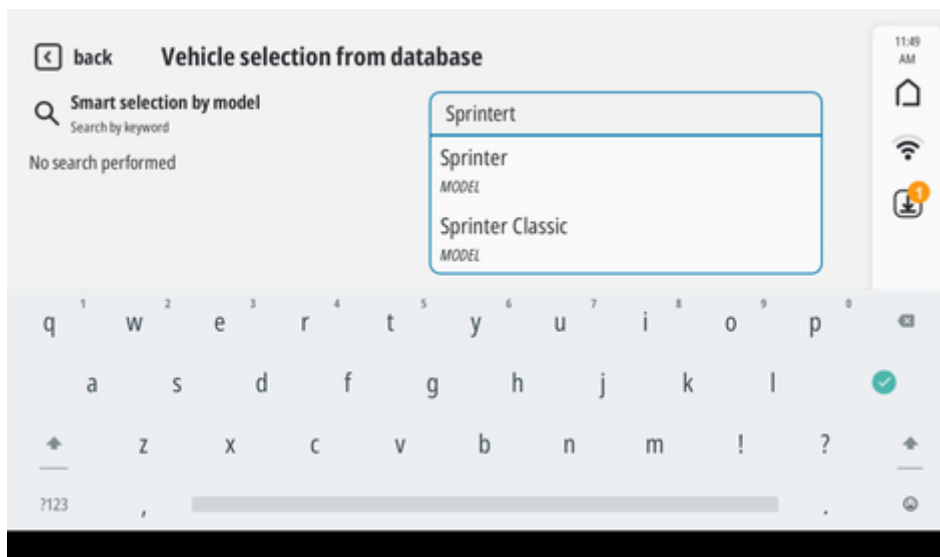 back
Vehicle selection from database
Smart selection by model
Search by keyword
No search performed
Sprintert
Sprinter
MODEL
Sprinter Classic
MODEL
11:49
AM
1
1 2 3 4 5 6 7 8 9 0
q w e r t y u i o p
a s d f g h j k l
z x c v b n m ! ?
?123 , .